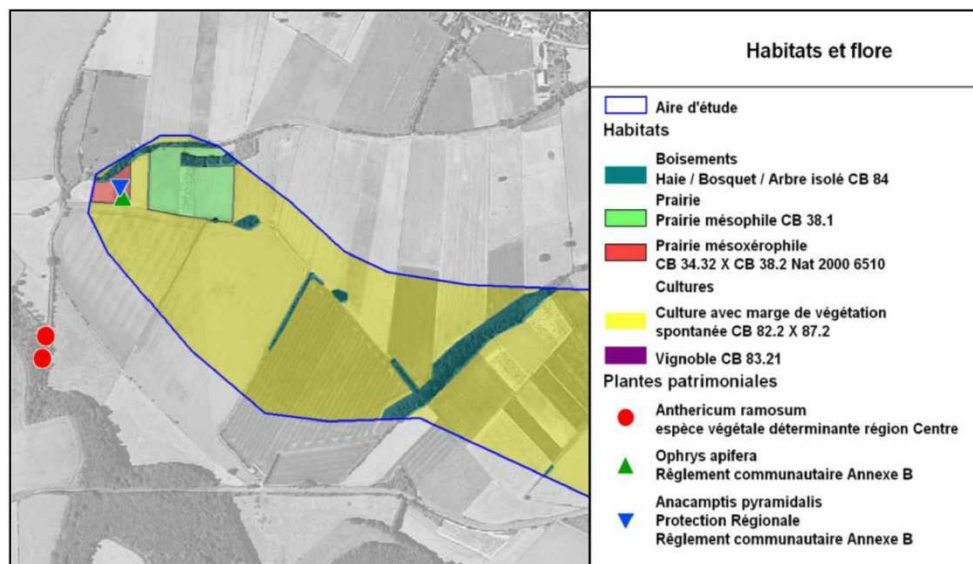 Habitats et flore
Aire d'étude
Habitats
Boisements
Haie / Bosquet / Arbre isolé CB 84
Prairie
Prairie mésophile CB 38.1
Prairie mésoxérophile
CB 34.32 X CB 38.2 Nat 2000 6510
Cultures
Culture avec marge de végétation
spontanée CB 82.2 X 87.2
Vignoble CB 83.21
Plantes patrimoniales
Anthericum ramosum
espèce végétale déterminante région Centre
Ophrys apifera
Rêglement communautaire Annexe B
Anacamptis pyramidalis
Protection Régionale
Rêglement communautaire Annexe B